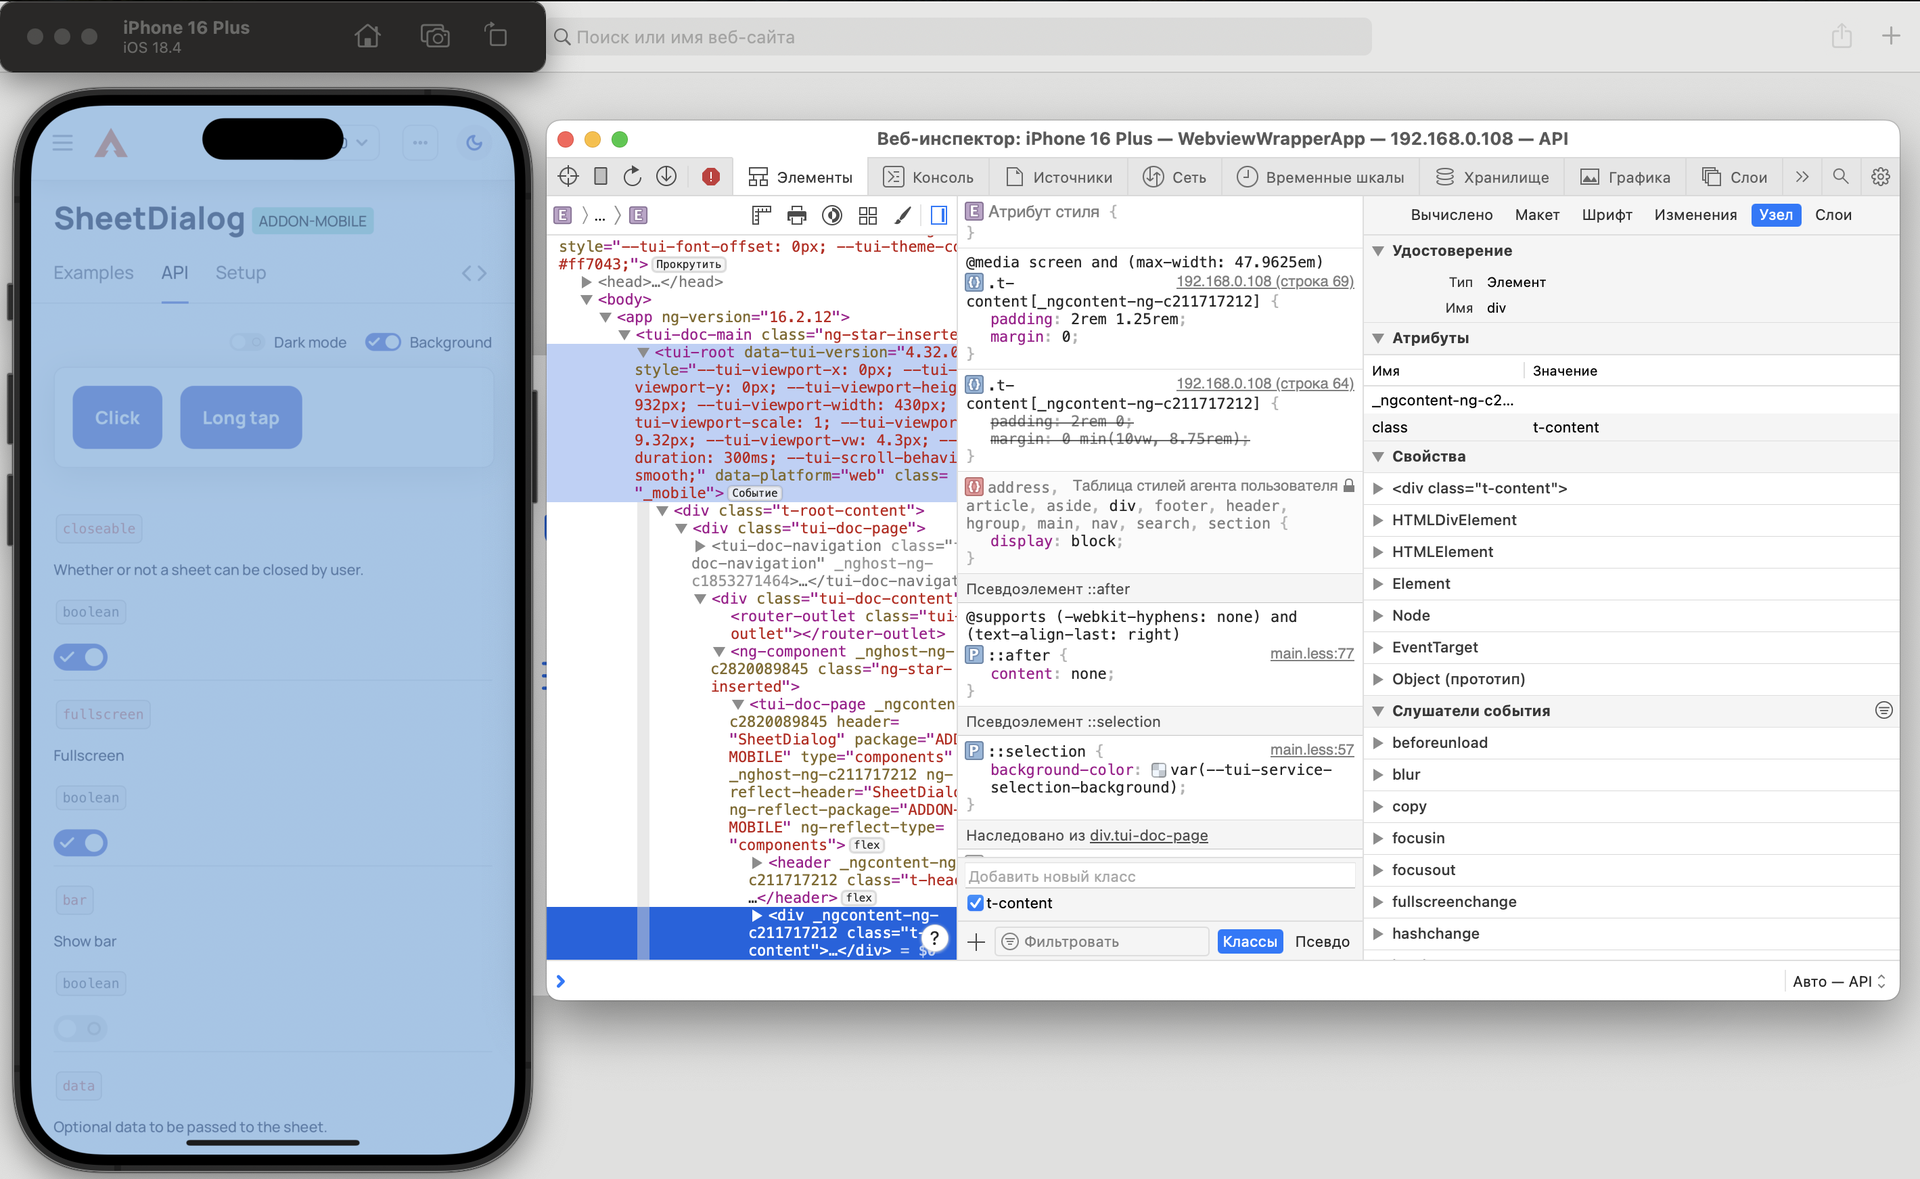 iPhone 16 Plus
iOS 18.4
Поиск или имя веб-сайта
SheetDialog ADDON-MOBILE
Examples API Setup
Dark mode Background
Click Long tap
closeable
Whether or not a sheet can be closed by user.
boolean
fullscreen
Fullscreen
boolean
bar
Show bar
boolean
data
Optional data to be passed to the sheet.
Веб-инспектор: iPhone 16 Plus — WebviewWrapperApp — 192.168.0.108 — API
Элементы Консоль Источники Сеть Временные шкалы Хранилище Графика Слои
E ... E
style="--tui-font-offset: 0px; --tui-theme-co
#ff7043;"> Прокрутить
<head>…</head>
<body>
<app ng-version="16.2.12">
<tui-doc-main class="ng-star-inserte
<tui-root data-tui-version="4.32.0
style="--tui-viewport-x: 0px; --tui-
viewport-y: 0px; --tui-viewport-heig
932px; --tui-viewport-width: 430px;
tui-viewport-scale: 1; --tui-viewpor
9.32px; --tui-viewport-vw: 4.3px; --
duration: 300ms; --tui-scroll-behavi
smooth;" data-platform="web" class=
"_mobile"> Событие
<div class="t-root-content">
<div class="tui-doc-page">
<tui-doc-navigation class="
doc-navigation" _nghost-ng-
c1853271464>…</tui-doc-navigat
<div class="tui-doc-content"
<router-outlet class="tui-
outlet"></router-outlet>
<ng-component _nghost-ng-
c2820089845 class="ng-star-
inserted">
<tui-doc-page _ngconten
c2820089845 header=
"SheetDialog" package="ADD
MOBILE" type="components"
_nghost-ng-c211717212 ng-
reflect-header="SheetDialo
ng-reflect-package="ADDON-
MOBILE" ng-reflect-type=
"components"> flex
<header _ngcontent-ng
c211717212 class="t-head
…</header> flex
<div _ngcontent-ng-
c211717212 class="t-
content">…</div> = $0
?
E Атрибут стиля {
}
@media screen and (max-width: 47.9625em)
.t- 192.168.0.108 (строка 69)
content[_ngcontent-ng-c211717212] {
padding: 2rem 1.25rem;
margin: 0;
}
.t- 192.168.0.108 (строка 64)
content[_ngcontent-ng-c211717212] {
padding: 2rem 0;
margin: 0 min(10vw, 8.75rem);
}
address, Таблица стилей агента пользователя
article, aside, div, footer, header,
hgroup, main, nav, search, section {
display: block;
}
Псевдоэлемент ::after
@supports (-webkit-hyphens: none) and
(text-align-last: right)
P ::after { main.less:77
content: none;
}
Псевдоэлемент ::selection
P ::selection { main.less:57
background-color: var(--tui-service-
selection-background);
}
Наследовано из div.tui-doc-page
Добавить новый класс
t-content
Фильтровать Классы Псевдо
Вычислено Макет Шрифт Изменения Узел Слои
Удостоверение
Тип Элемент
Имя div
Атрибуты
Имя Значение
_ngcontent-ng-c2...
class t-content
Свойства
<div class="t-content">
HTMLDivElement
HTMLElement
Element
Node
EventTarget
Object (прототип)
Слушатели события
beforeunload
blur
copy
focusin
focusout
fullscreenchange
hashchange
Авто — API